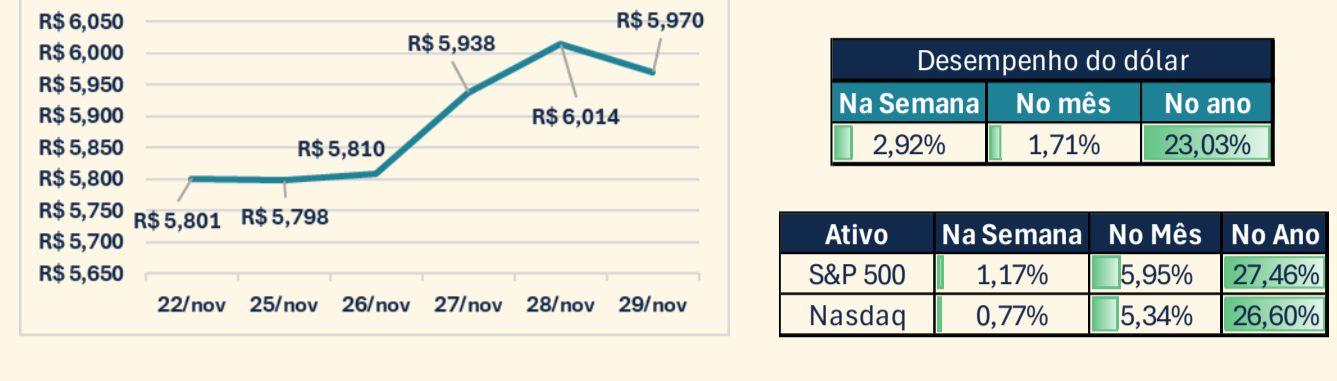 R$ 6,050
R$ 6,000
R$ 5,950
R$ 5,900
R$ 5,850
R$ 5,800
R$ 5,750
R$ 5,700
R$ 5,650
R$ 5,801
R$ 5,798
R$ 5,810
R$ 5,938
R$ 6,014
R$ 5,970
22/nov 25/nov 26/nov 27/nov 28/nov 29/nov
Desempenho do dólar
Na Semana No mês No ano
2,92% 1,71% 23,03%
Ativo Na Semana No Mês No Ano
S&P 500 1,17% 5,95% 27,46%
Nasdaq 0,77% 5,34% 26,60%